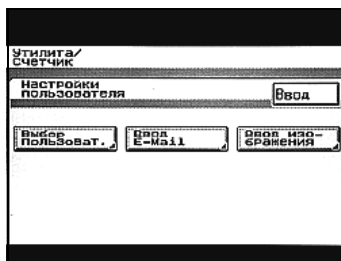 Утилита/
Счетчик
Настройки
пользователя
Ввод
Выбор
Пользоват.
Ввод
E-Mail
Ввод изо-
бражения